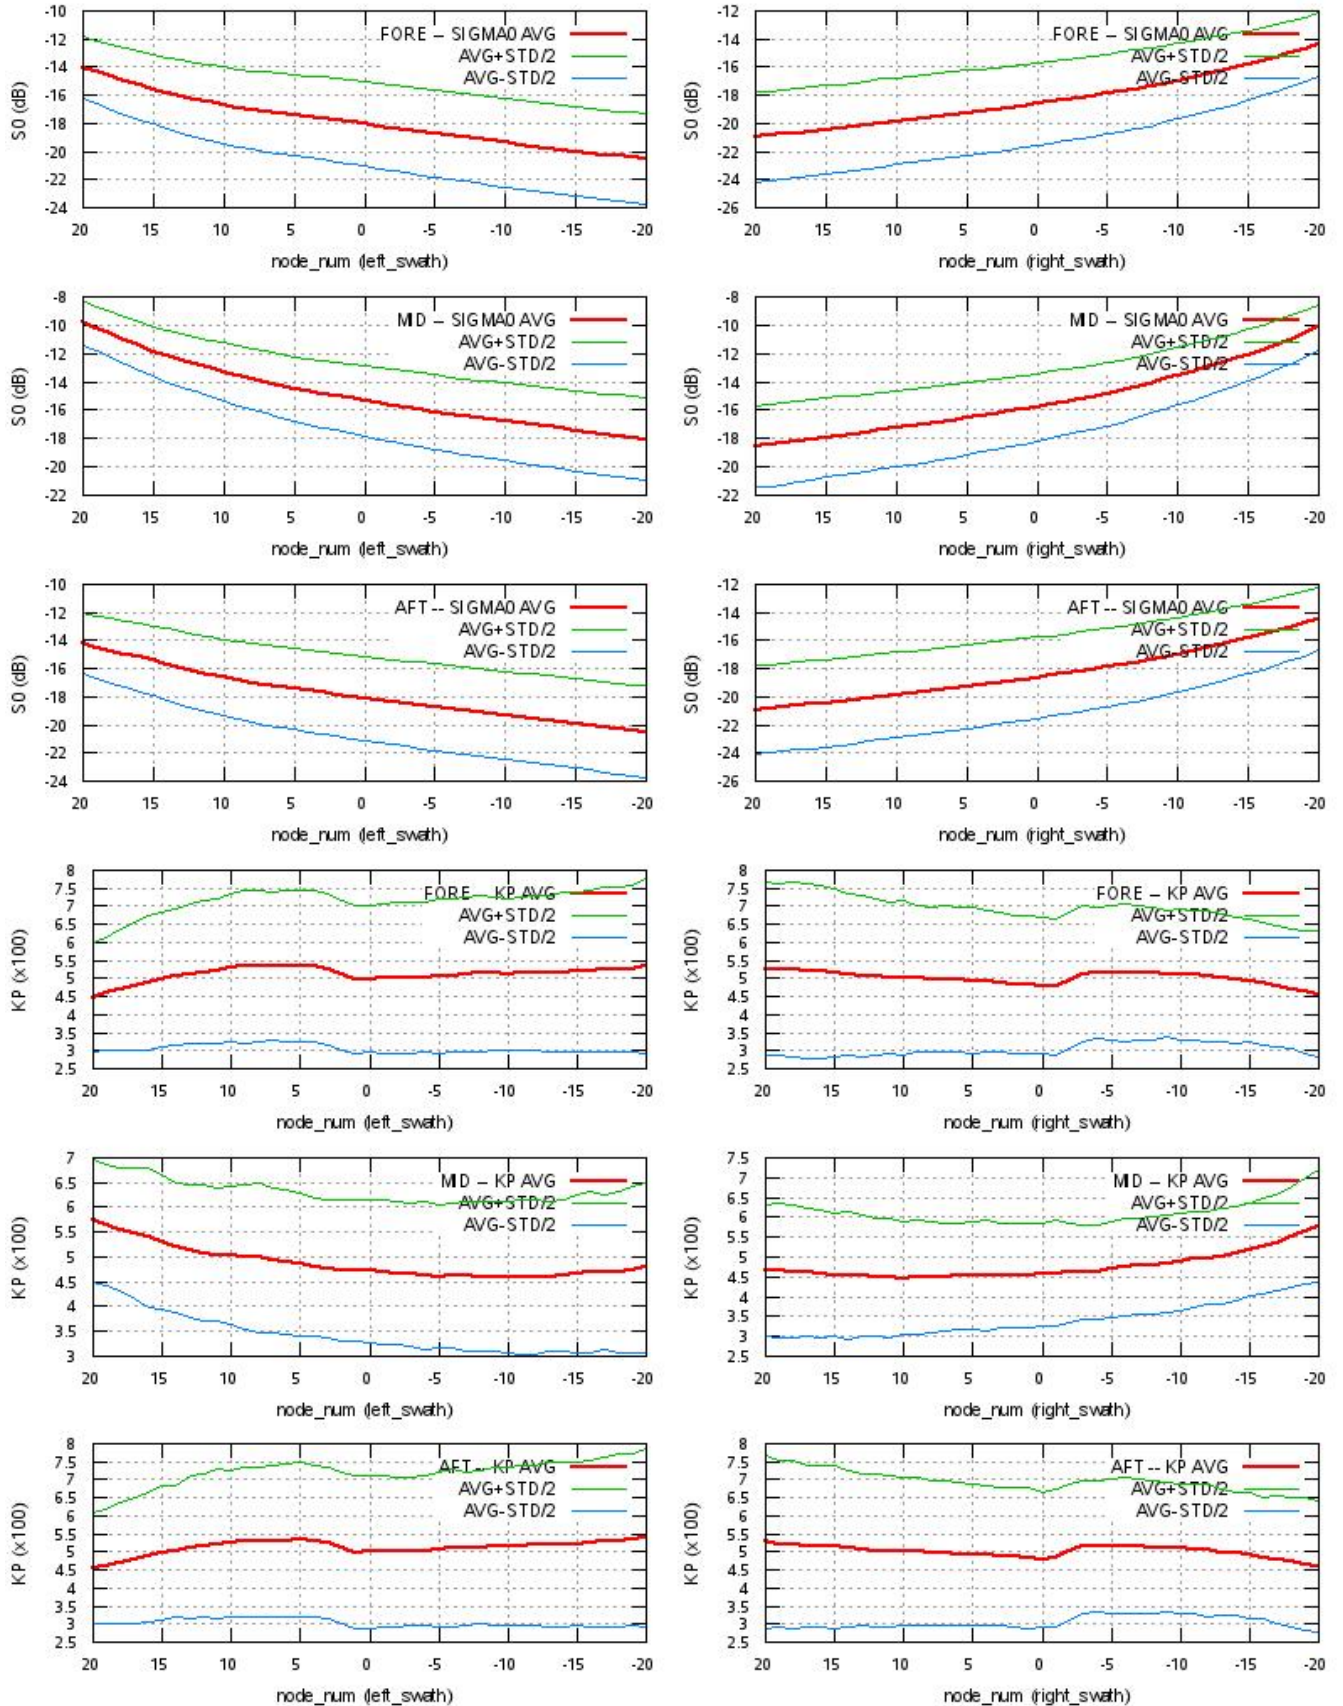 -10
-12
-14
-16
-18
-20
-22
-24
S0 (dB)
FORE -- SIGMA0 AVG
AVG+STD/2
AVG-STD/2
20 15 10 5 0 -5 -10 -15 -20
node_num (left_swath)
-12
-14
-16
-18
-20
-22
-24
-26
S0 (dB)
FORE -- SIGMA0 AVG
AVG+STD/2
AVG-STD/2
20 15 10 5 0 -5 -10 -15 -20
node_num (right_swath)
-8
-10
-12
-14
-16
-18
-20
-22
S0 (dB)
MID -- SIGMA0 AVG
AVG+STD/2
AVG-STD/2
20 15 10 5 0 -5 -10 -15 -20
node_num (left_swath)
-8
-10
-12
-14
-16
-18
-20
-22
S0 (dB)
MID -- SIGMA0 AVG
AVG+STD/2
AVG-STD/2
20 15 10 5 0 -5 -10 -15 -20
node_num (right_swath)
-10
-12
-14
-16
-18
-20
-22
-24
S0 (dB)
AFT -- SIGMA0 AVG
AVG+STD/2
AVG-STD/2
20 15 10 5 0 -5 -10 -15 -20
node_num (left_swath)
-12
-14
-16
-18
-20
-22
-24
-26
S0 (dB)
AFT -- SIGMA0 AVG
AVG+STD/2
AVG-STD/2
20 15 10 5 0 -5 -10 -15 -20
node_num (right_swath)
8
7.5
7
6.5
6
5.5
5
4.5
4
3.5
3
2.5
KP (x100)
FORE -- KP AVG
AVG+STD/2
AVG-STD/2
20 15 10 5 0 -5 -10 -15 -20
node_num (left_swath)
8
7.5
7
6.5
6
5.5
5
4.5
4
3.5
3
2.5
KP (x100)
FORE -- KP AVG
AVG+STD/2
AVG-STD/2
20 15 10 5 0 -5 -10 -15 -20
node_num (right_swath)
7
6.5
6
5.5
5
4.5
4
3.5
3
KP (x100)
MID -- KP AVG
AVG+STD/2
AVG-STD/2
20 15 10 5 0 -5 -10 -15 -20
node_num (left_swath)
7.5
7
6.5
6
5.5
5
4.5
4
3.5
3
2.5
KP (x100)
MID -- KP AVG
AVG+STD/2
AVG-STD/2
20 15 10 5 0 -5 -10 -15 -20
node_num (right_swath)
8
7.5
7
6.5
6
5.5
5
4.5
4
3.5
3
2.5
KP (x100)
AFT -- KP AVG
AVG+STD/2
AVG-STD/2
20 15 10 5 0 -5 -10 -15 -20
node_num (left_swath)
8
7.5
7
6.5
6
5.5
5
4.5
4
3.5
3
2.5
KP (x100)
AFT -- KP AVG
AVG+STD/2
AVG-STD/2
20 15 10 5 0 -5 -10 -15 -20
node_num (right_swath)